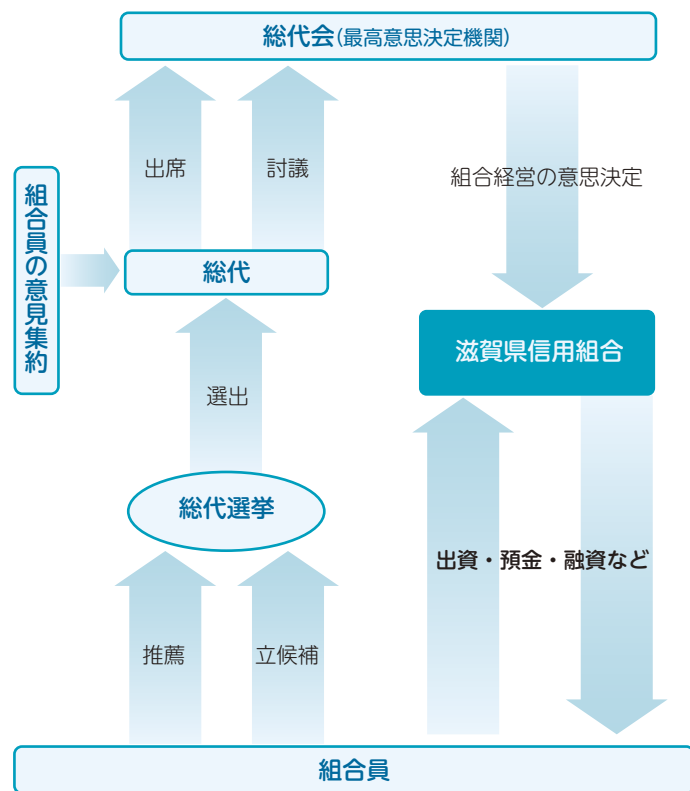 総代会(最高意思決定機関)
出席
討議
組合経営の意思決定
組合員の意見集約
総代
滋賀県信用組合
選出
総代選挙
出資・預金・融資など
推薦
立候補
組合員